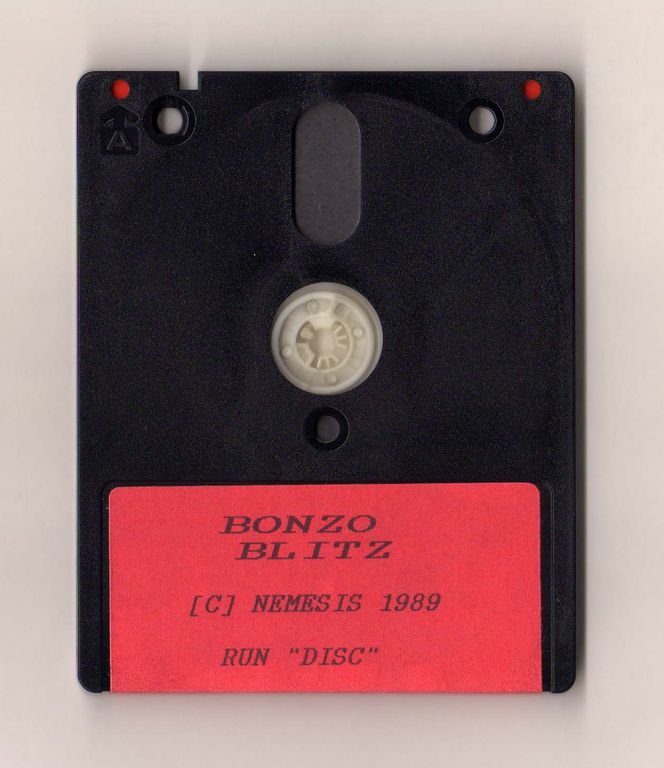 A
BONZO
BLITZ
[C] NEMESIS 1989
RUN "DISC"